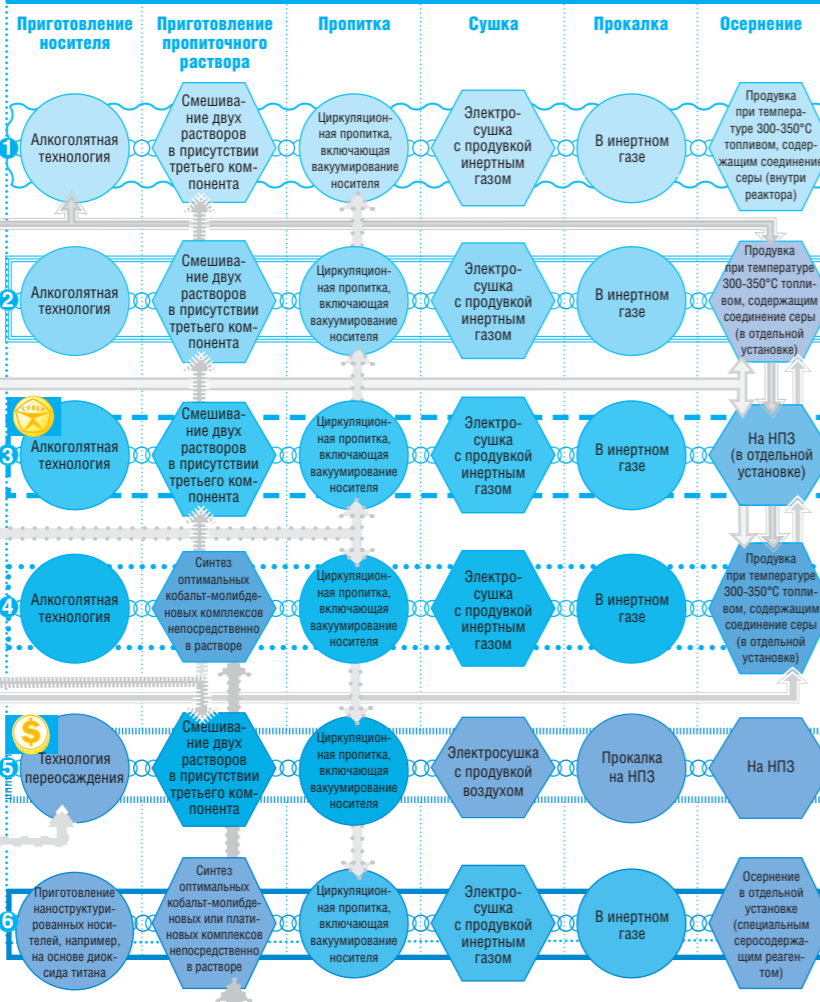 Приготовление
носителя
Приготовление
пропиточного
раствора
Пропитка
Сушка
Прокалка
Осернение
1
Алкоголятная
технология
Смешива-
ние двух
растворов
в присутствии
третьего ком-
понента
Циркуляцион-
ная пропитка,
включающая
вакуумирование
носителя
Электро-
сушка
с продувкой
инертным
газом
В инертном
газе
Продувка
при темпера-
туре 300-350°С
топливом, содер-
жащим соединение
серы (внутри
реактора)
2
Алкоголятная
технология
Смешива-
ние двух
растворов
в присутствии
третьего ком-
понента
Циркуляцион-
ная пропитка,
включающая
вакуумирование
носителя
Электро-
сушка
с продувкой
инертным
газом
В инертном
газе
Продувка
при температуре
300-350°С топли-
вом, содержащим
соединение серы
(в отдельной
установке)
СУПЕР
3
Алкоголятная
технология
Смешива-
ние двух
растворов
в присутствии
третьего ком-
понента
Циркуляцион-
ная пропитка,
включающая
вакуумирование
носителя
Электро-
сушка
с продувкой
инертным
газом
В инертном
газе
На НПЗ
(в отдельной
установке)
4
Алкоголятная
технология
Синтез
оптимальных
кобальт-молибде-
новых комплексов
непосредственно
в растворе
Циркуляцион-
ная пропитка,
включающая
вакуумирование
носителя
Электро-
сушка
с продувкой
инертным
газом
В инертном
газе
Продувка
при температуре
300-350°С топли-
вом, содержащим
соединение серы
(в отдельной
установке)
$
5
Технология
переосаждения
Смешива-
ние двух
растворов
в присутствии
третьего ком-
понента
Циркуляцион-
ная пропитка,
включающая
вакуумирование
носителя
Электросушка
с продувкой
воздухом
Прокалка
на НПЗ
На НПЗ
6
Приготовление
наноструктури-
рованных носи-
телей, например,
на основе диок-
сида титана
Синтез
оптимальных
кобальт-молибде-
новых или плати-
новых комплексов
непосредственно
в растворе
Циркуляцион-
ная пропитка,
включающая
вакуумирование
носителя
Электро-
сушка
с продувкой
инертным
газом
В инертном
газе
Осернение
в отдельной
установке
(специальным
серосодержа-
щим реаген-
том)